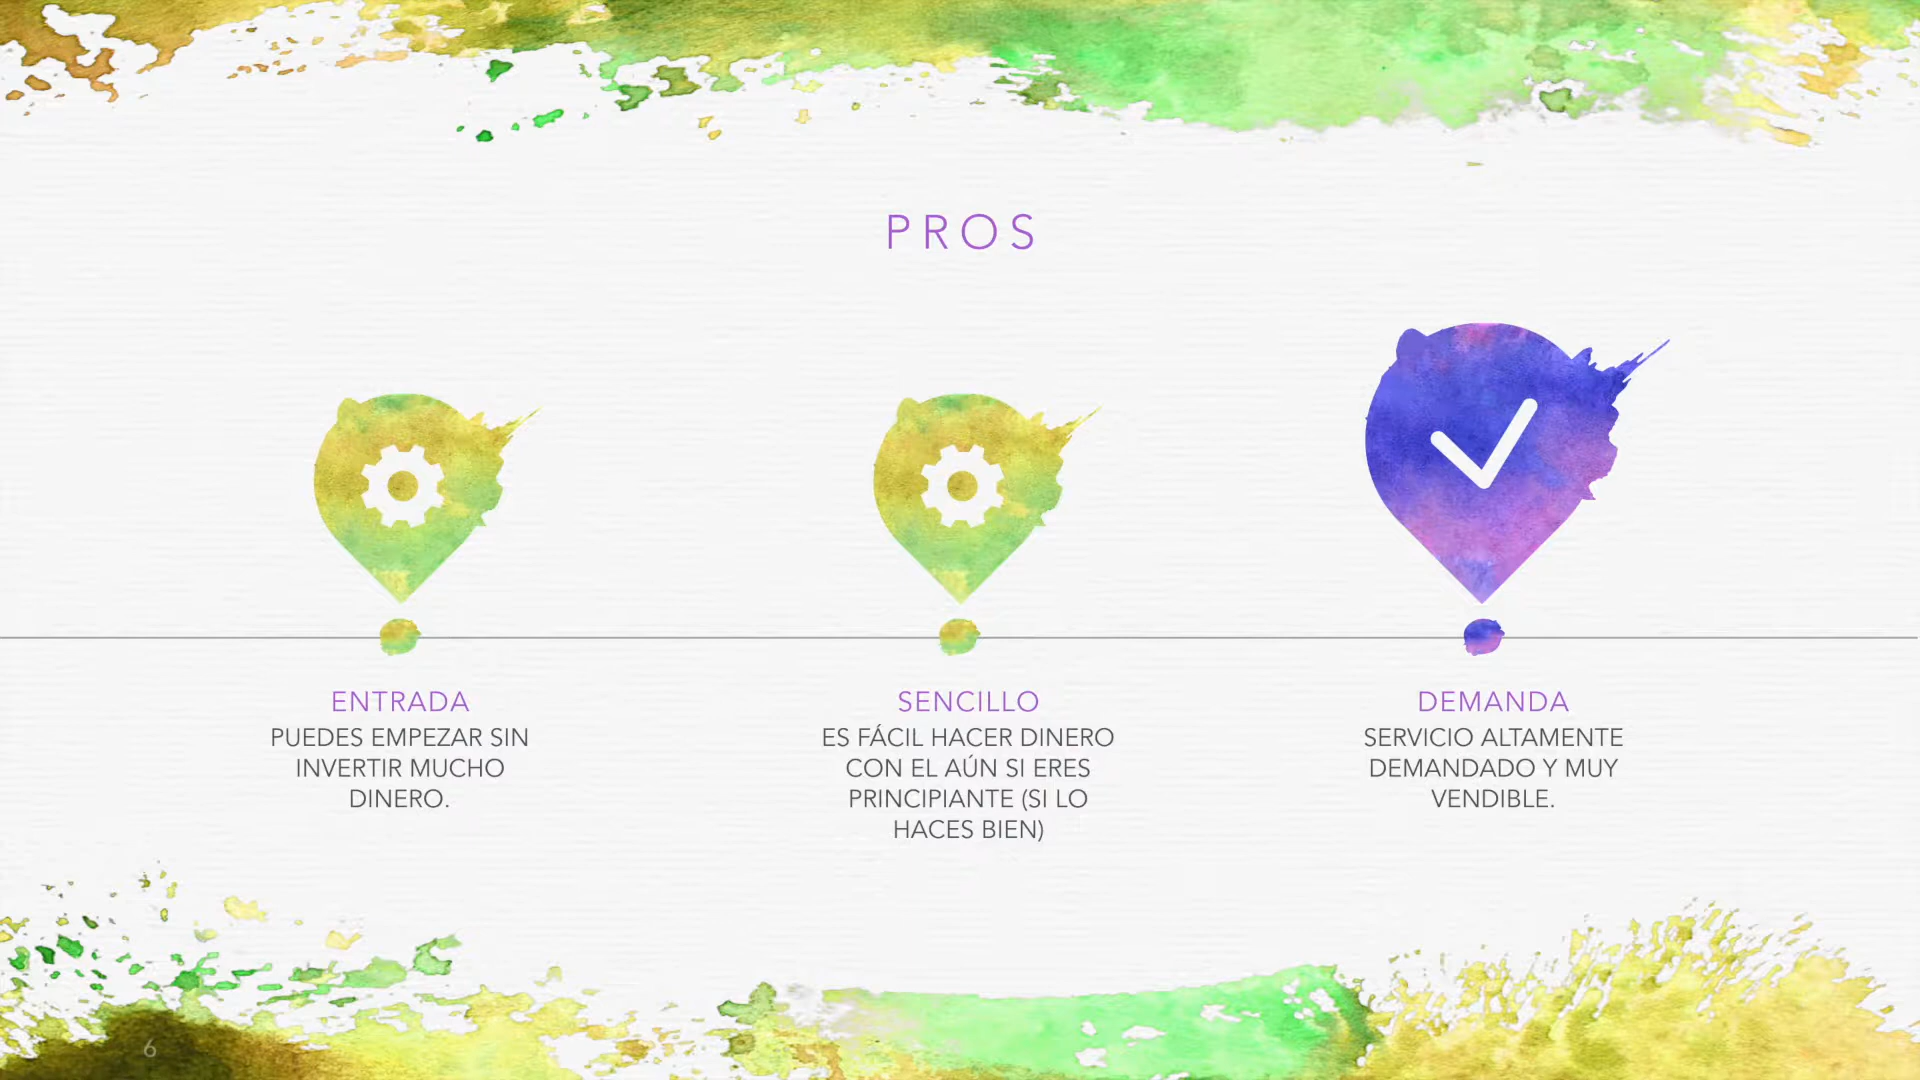 PROS
ENTRADA
PUEDES EMPEZAR SIN
INVERTIR MUCHO
DINERO.
SENCILLO
ES FÁCIL HACER DINERO
CON EL AÚN SI ERES
PRINCIPIANTE (SI LO
HACES BIEN)
DEMANDA
SERVICIO ALTAMENTE
DEMANDADO Y MUY
VENDIBLE.
6